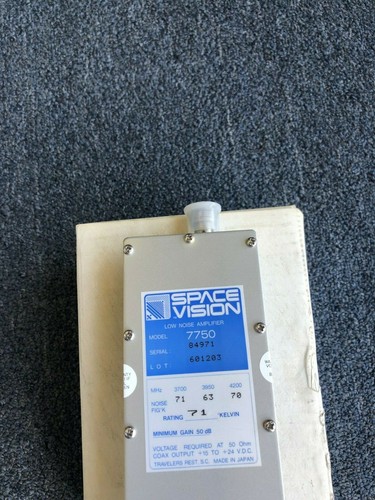 SPACE
VISION
LOW NOISE AMPLIFIER
MODEL 7750
SERIAL 84971
LOT 601203
MHz 3700 3950 4200
NOISE 71 63 70
FIG'K
RATING 71 KELVIN
MINIMUM GAIN 50 dB
VOLTAGE REQUIRED AT 50 Ohm
COAX OUTPUT +10 TO +24 V.D.C.
TRAVELERS REST, S.C. MADE IN JAPAN